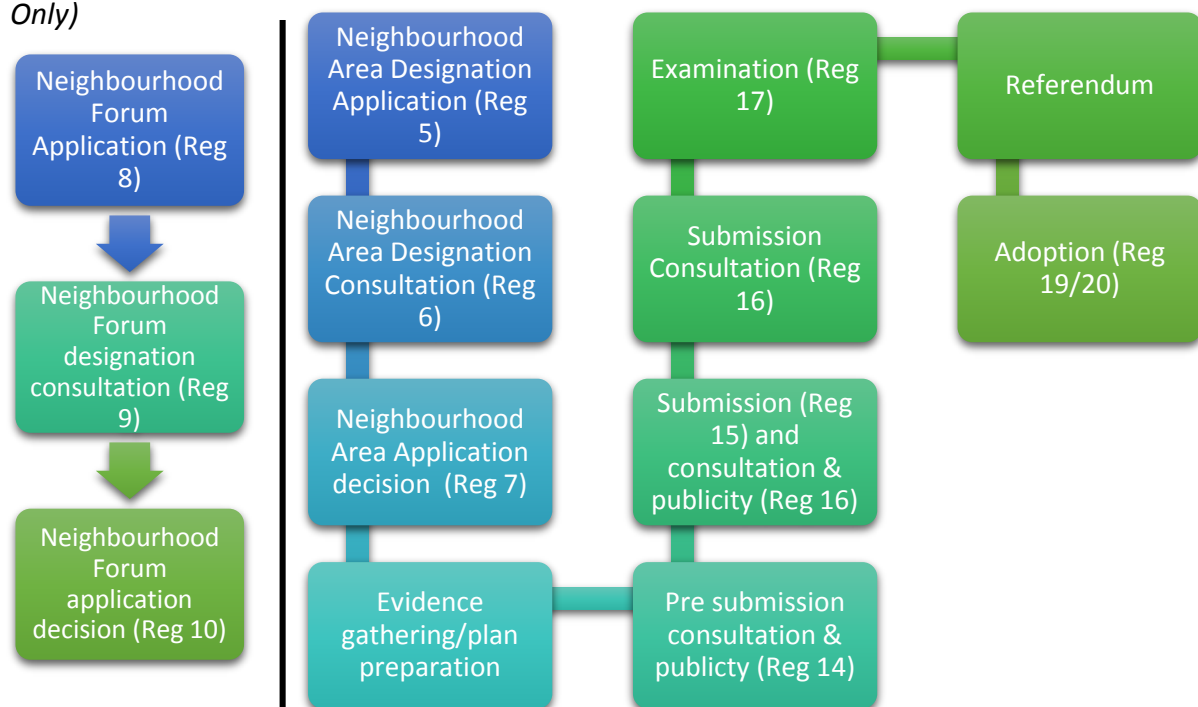 Only)
Neighbourhood
Forum
Application (Reg
8)
Neighbourhood
Forum
designation
consultation (Reg
9)
Neighbourhood
Forum
application
decision (Reg 10)
Neighbourhood
Area Designation
Application (Reg
5)
Neighbourhood
Area Designation
Consultation (Reg
6)
Neighbourhood
Area Application
decision  (Reg 7)
Evidence
gathering/plan
preparation
Pre submission
consultation &
publicty (Reg 14)
Submission (Reg
15) and
consultation &
publicity (Reg 16)
Submission
Consultation (Reg
16)
Examination (Reg
17)
Referendum
Adoption (Reg
19/20)